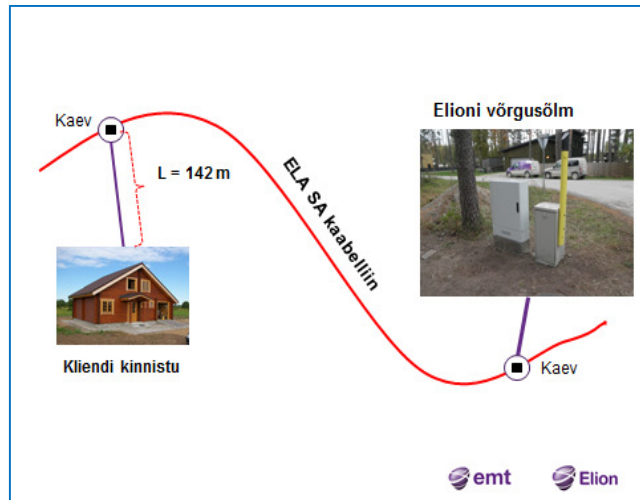 Elioni võrgusõlm
Kaev
L = 142 m
ELA SA kaabelliin
Kliendi kinnistu
Kaev
emt
Elion